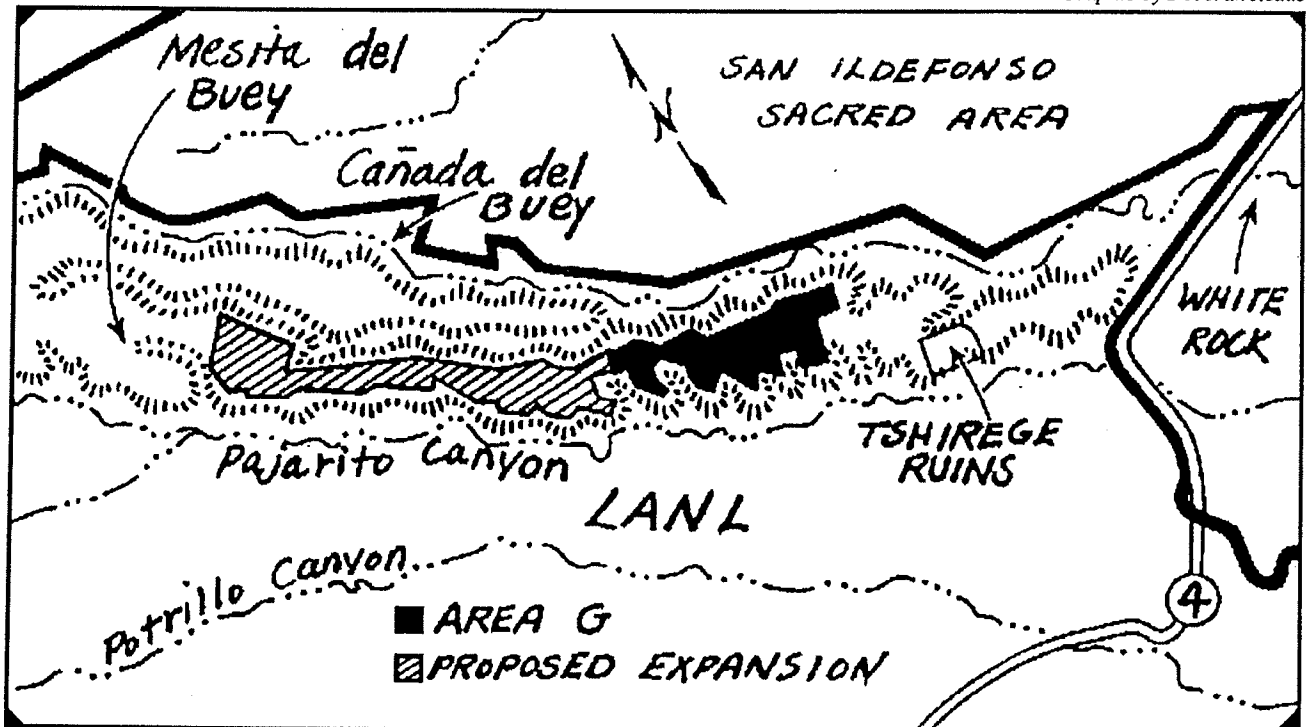 Mesita del
Buey
SAN ILDEFONSO
SACRED AREA
N
Cañada del
Buey
WHITE
ROCK
TSHIREGE
RUINS
Pajarito Canyon
LANL
Potrillo Canyon
4
AREA G
PROPOSED EXPANSION